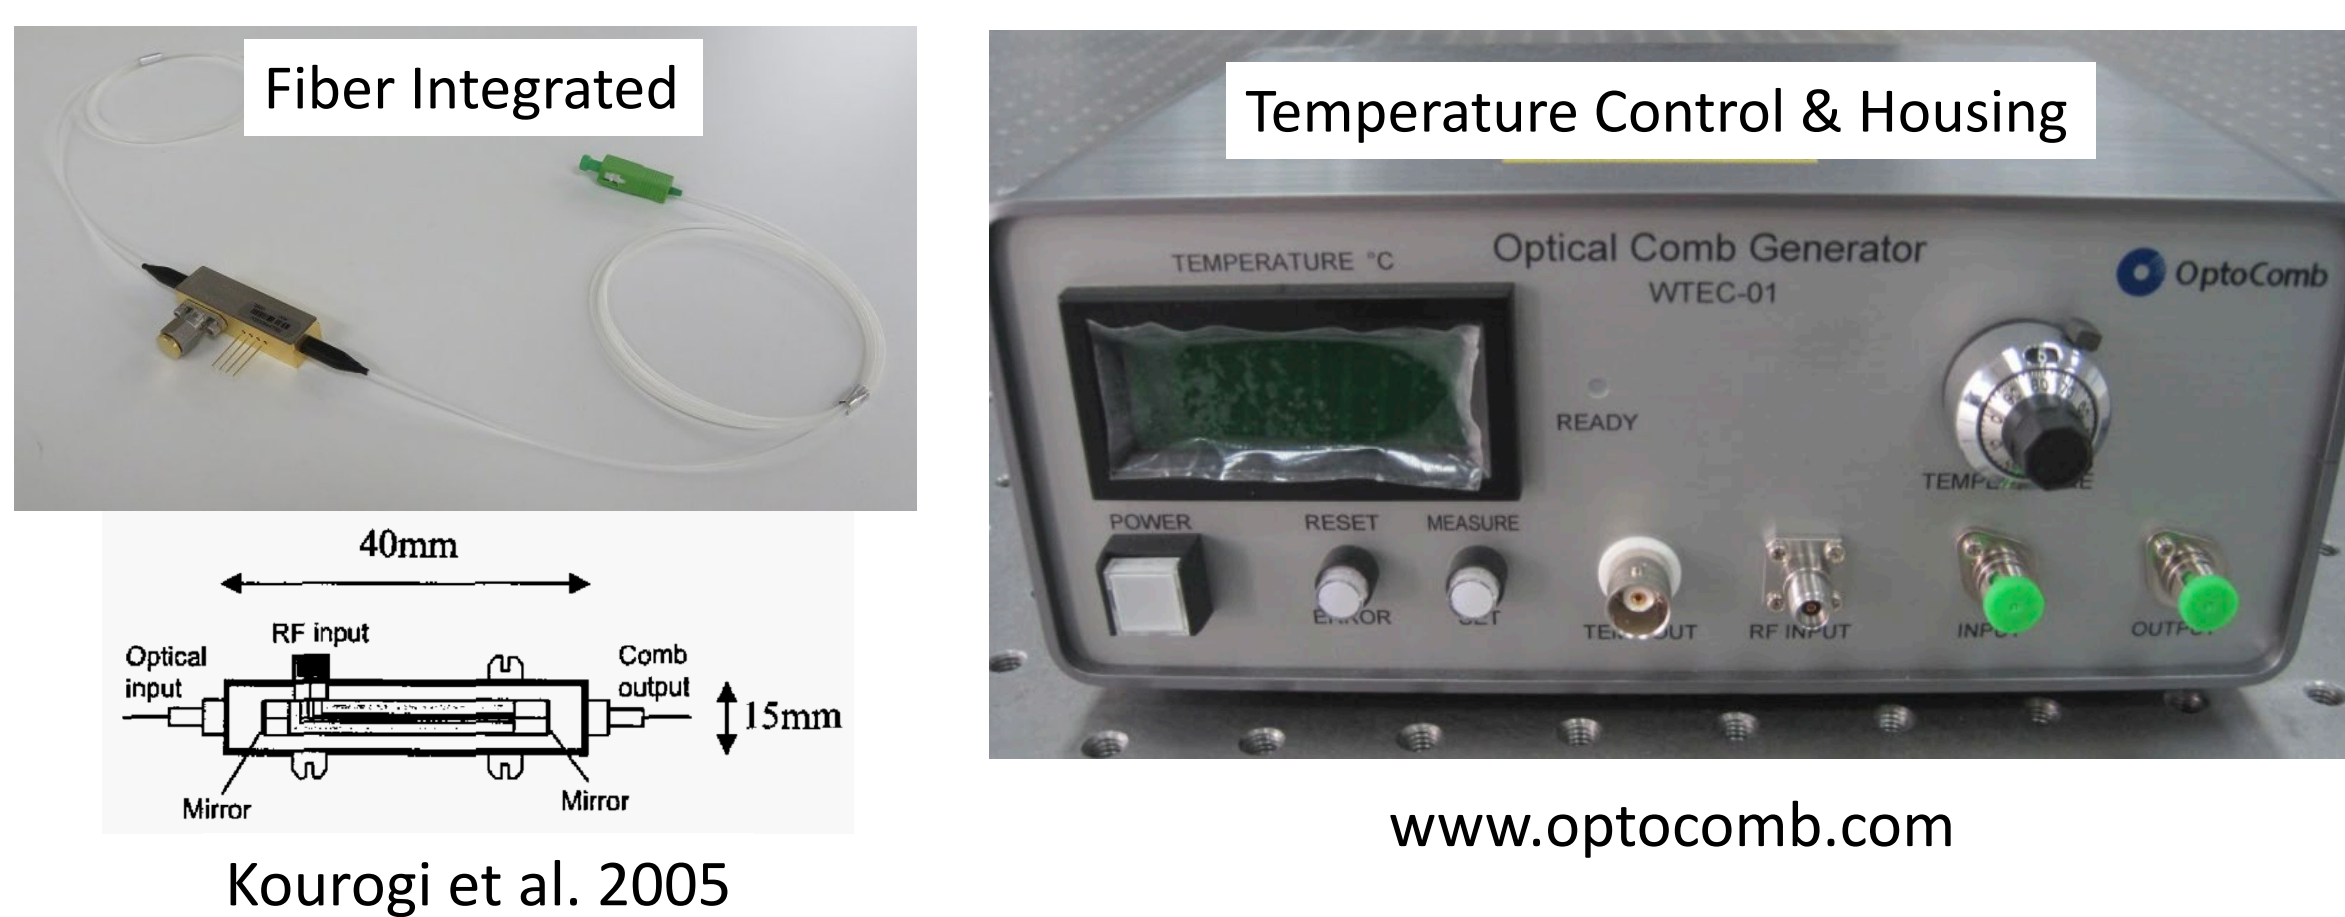 Fiber Integrated
40mm
RF input
Optical
input
Comb
output
15mm
Mirror
Mirror
Kourogi et al. 2005
Temperature Control & Housing
Optical Comb Generator
WTEC-01
TEMPERATURE °C
OptoComb
READY
POWER
RESET
MEASURE
RF INPUT
www.optocomb.com